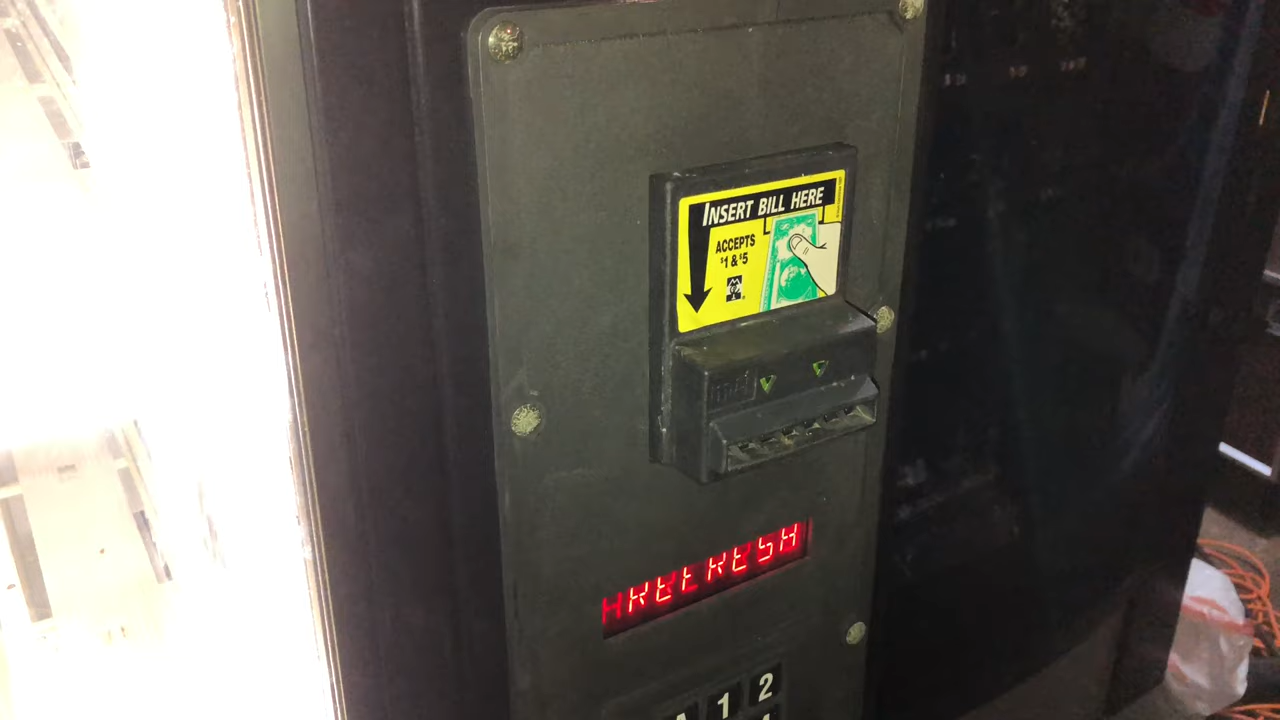 INSERT BILL HERE
ACCEPTS
$1 & $5
REFRESH
A 1 2